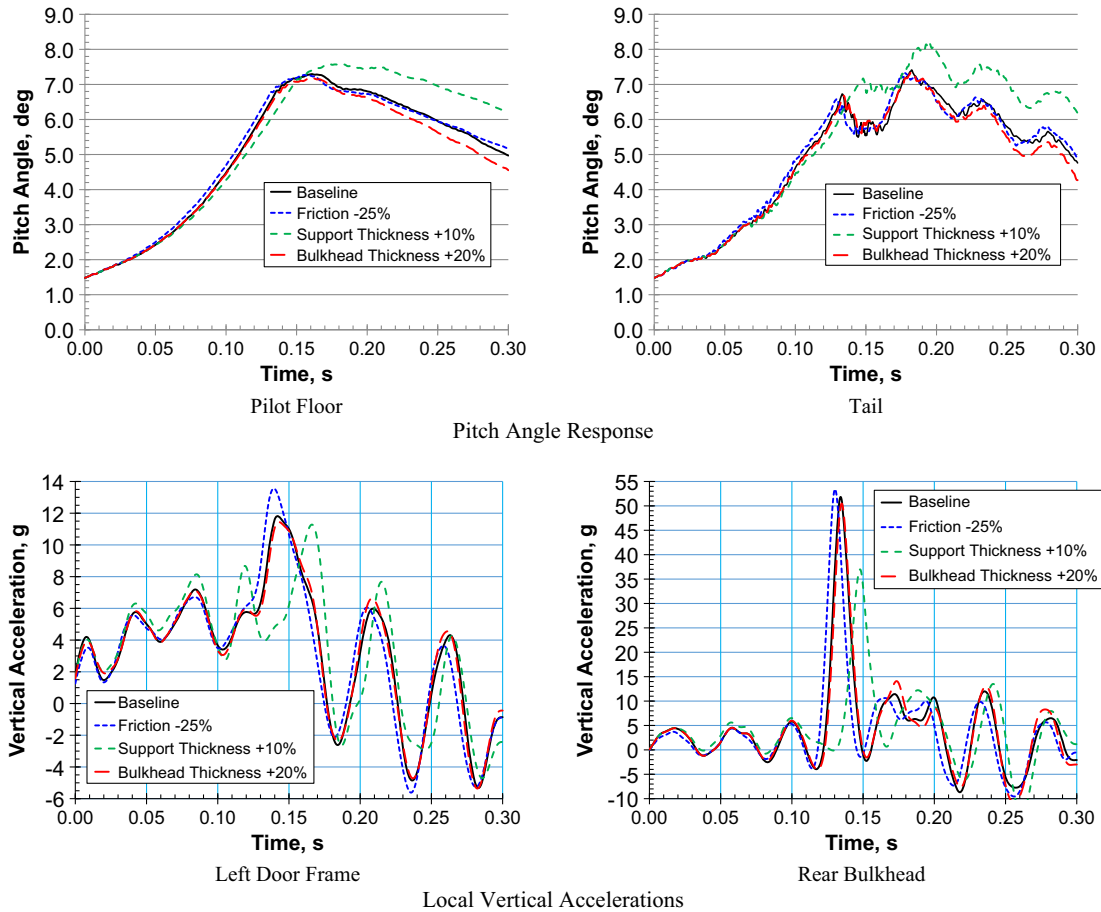 9.0
8.0
7.0
6.0
5.0
4.0
3.0
2.0
1.0
0.0
Pitch Angle, deg
Baseline
Friction -25%
Support Thickness +10%
Bulkhead Thickness +20%
0.00 0.05 0.10 0.15 0.20 0.25 0.30
Time, s
Pilot Floor
9.0
8.0
7.0
6.0
5.0
4.0
3.0
2.0
1.0
0.0
Pitch Angle, deg
Baseline
Friction -25%
Support Thickness +10%
Bulkhead Thickness +20%
0.00 0.05 0.10 0.15 0.20 0.25 0.30
Time, s
Tail
Pitch Angle Response
14
12
10
8
6
4
2
0
-2
-4
-6
Vertical Acceleration, g
Baseline
Friction -25%
Support Thickness +10%
Bulkhead Thickness +20%
0.00 0.05 0.10 0.15 0.20 0.25 0.30
Time, s
Left Door Frame
55
50
45
40
35
30
25
20
15
10
5
0
-5
-10
Vertical Acceleration, g
Baseline
Friction -25%
Support Thickness +10%
Bulkhead Thickness +20%
0.00 0.05 0.10 0.15 0.20 0.25 0.30
Time, s
Rear Bulkhead
Local Vertical Accelerations